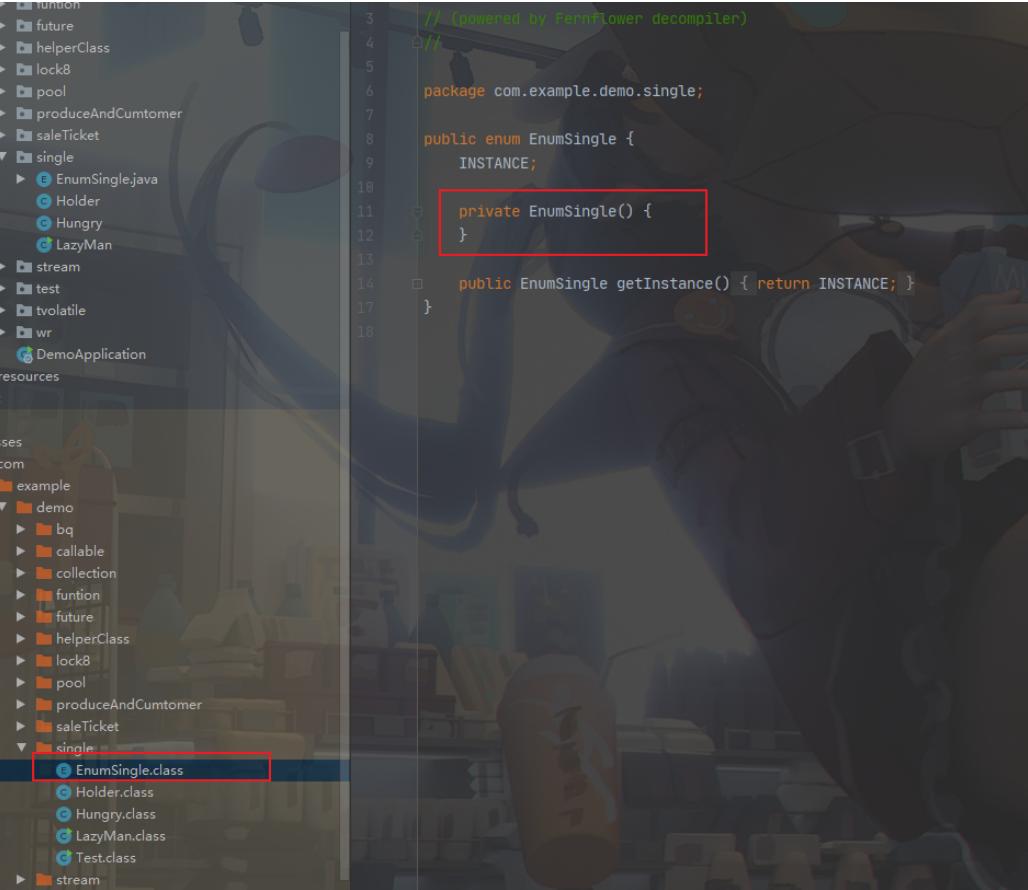 funtion
future
helperClass
lock8
pool
produceAndCumtomer
saleTicket
single
EnumSingle.java
Holder
Hungry
LazyMan
stream
test
tvolatile
wr
DemoApplication
resources
sses
com
example
demo
bq
callable
collection
funtion
future
helperClass
lock8
pool
produceAndCumtomer
saleTicket
single
EnumSingle.class
Holder.class
Hungry.class
LazyMan.class
Test.class
stream
3 // (powered by Fernflower decompiler)
4 //
5
6 package com.example.demo.single;
7
8 public enum EnumSingle {
9 INSTANCE;
10
11 private EnumSingle() {
12 }
13
14 public EnumSingle getInstance() { return INSTANCE; }
17 }
18